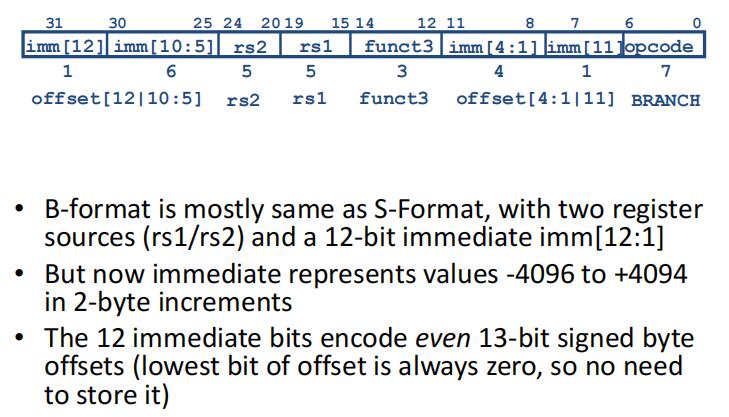 31 30 25 24 20 19 15 14 12 11 8 7 6 0
imm[12] imm[10:5] rs2 rs1 funct3 imm[4:1] imm[11] opcode
1 6 5 5 3 4 1 7
offset[12|10:5] rs2 rs1 funct3 offset[4:1|11] BRANCH
• B-format is mostly same as S-Format, with two register
sources (rs1/rs2) and a 12-bit immediate imm[12:1]
• But now immediate represents values -4096 to +4094
in 2-byte increments
• The 12 immediate bits encode even 13-bit signed byte
offsets (lowest bit of offset is always zero, so no need
to store it)